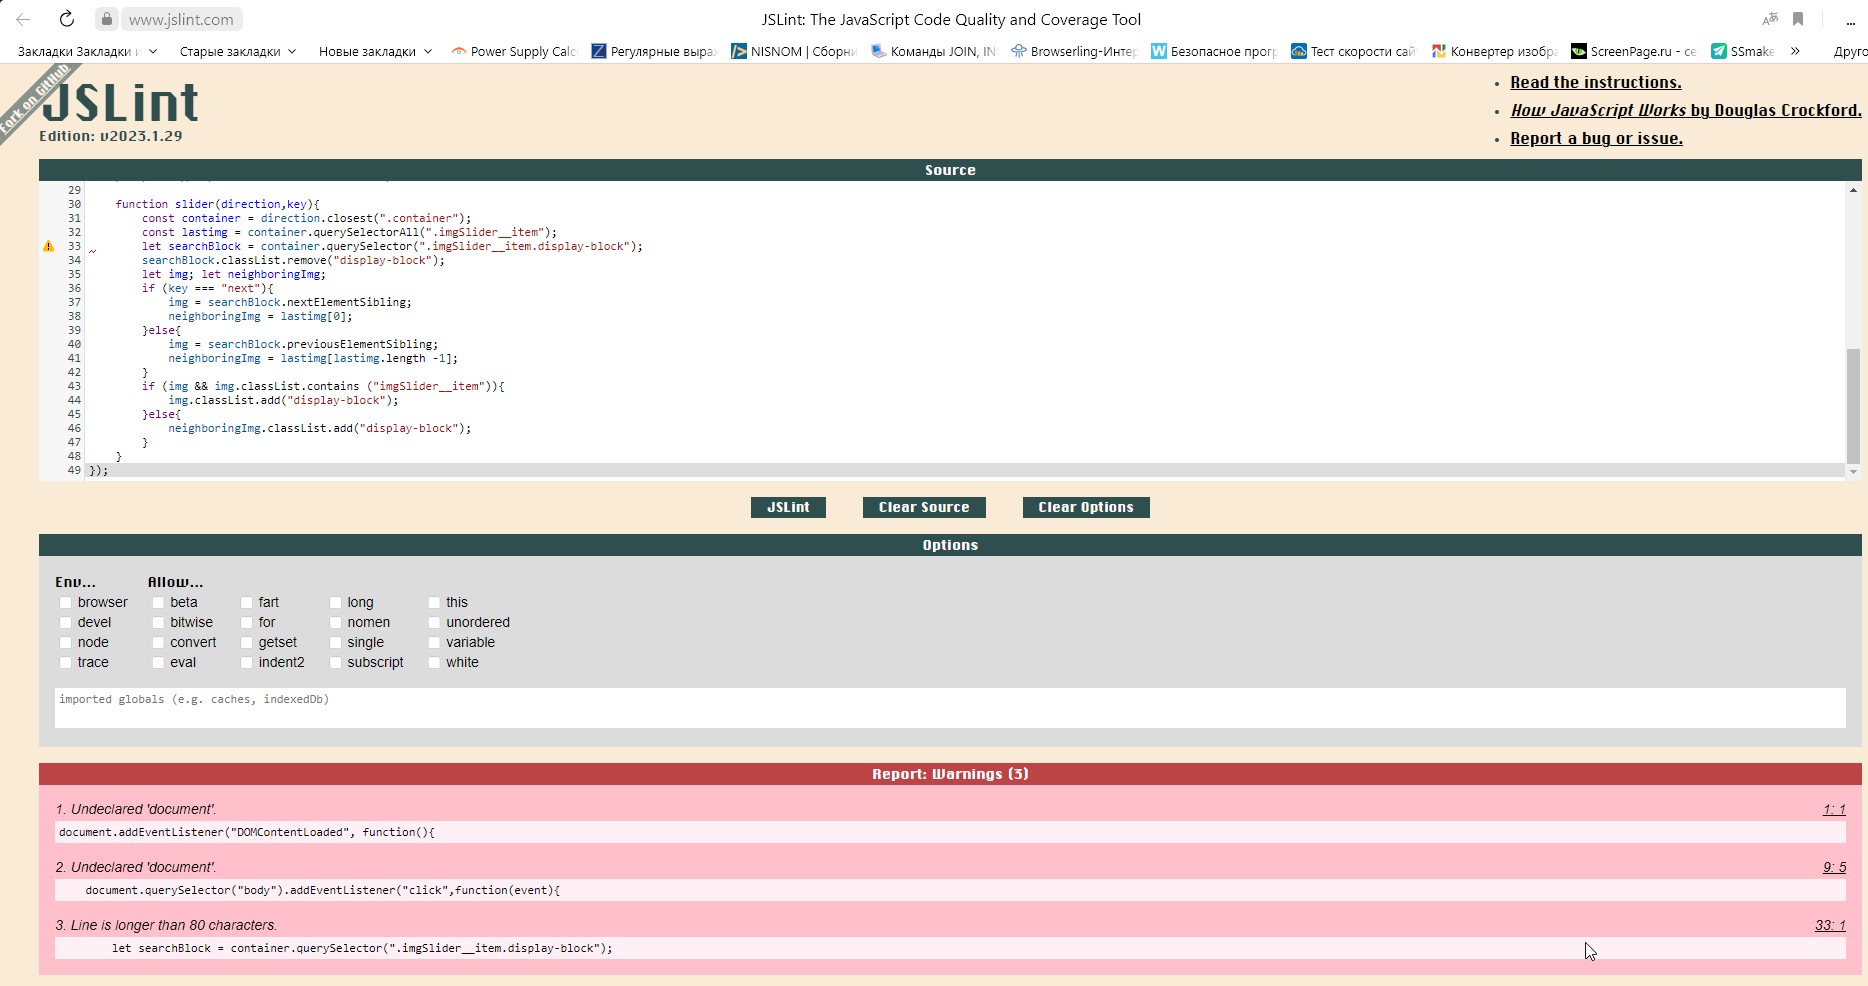 www.jslint.com
JSLint: The JavaScript Code Quality and Coverage Tool
Закладки Закладки и
Старые закладки
Новые закладки
Power Supply Calc
Регулярные выра
NISNOM | Сборни
Команды JOIN, IN
Browserling-Интер
Безопасное прог
Тест скорости сай
Конвертер изобр
ScreenPage.ru - се
SSmake
»
Друго
Fork on GitHub
JSLint
Edition: v2023.1.29
Read the instructions.
How JavaScript Works by Douglas Crockford.
Report a bug or issue.
Source
29
30     function slider(direction,key){
31         const container = direction.closest(".container");
32         const lastimg = container.querySelectorAll(".imgSlider__item");
33         let searchBlock = container.querySelector(".imgSlider__item.display-block");
34         searchBlock.classList.remove("display-block");
35         let img; let neighboringImg;
36         if (key === "next"){
37             img = searchBlock.nextElementSibling;
38             neighboringImg = lastimg[0];
39         }else{
40             img = searchBlock.previousElementSibling;
41             neighboringImg = lastimg[lastimg.length -1];
42         }
43         if (img && img.classList.contains ("imgSlider__item")){
44             img.classList.add("display-block");
45         }else{
46             neighboringImg.classList.add("display-block");
47         }
48     }
49 });
JSLint
Clear Source
Clear Options
Options
Env...
Allow...
browser beta fart long this
devel bitwise for nomen unordered
node convert getset single variable
trace eval indent2 subscript white
imported globals (e.g. caches, indexedDb)
Report: Warnings (3)
1. Undeclared 'document'. 1: 1
document.addEventListener("DOMContentLoaded", function(){
2. Undeclared 'document'. 9: 5
document.querySelector("body").addEventListener("click",function(event){
3. Line is longer than 80 characters. 33: 1
let searchBlock = container.querySelector(".imgSlider__item.display-block");